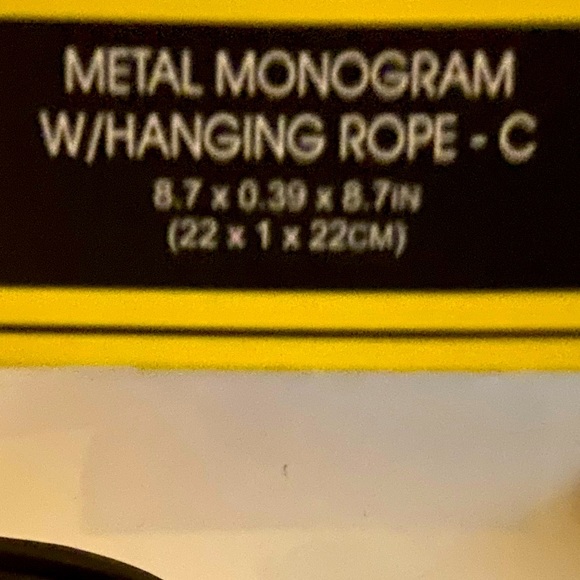 METAL MONOGRAM
W/HANGING ROPE - C
8.7 x 0.39 x 8.7IN
(22 x 1 x 22CM)